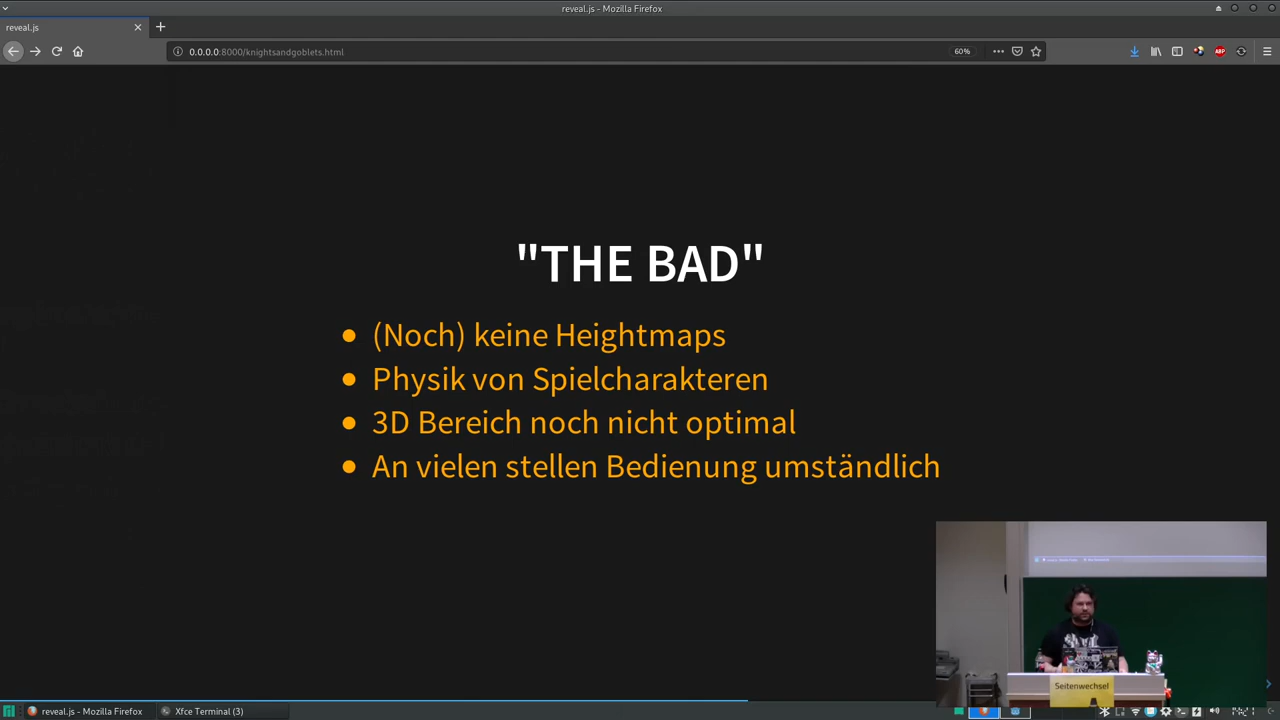 reveal.js - Mozilla Firefox
reveal.js
0.0.0.0:8000/knightsandgoblets.html
60%
ABP
"THE BAD"
(Noch) keine Heightmaps
Physik von Spielcharakteren
3D Bereich noch nicht optimal
An vielen stellen Bedienung umständlich
Seitenwechsel
reveal.js - Mozilla Firefox
Xfce Terminal (3)